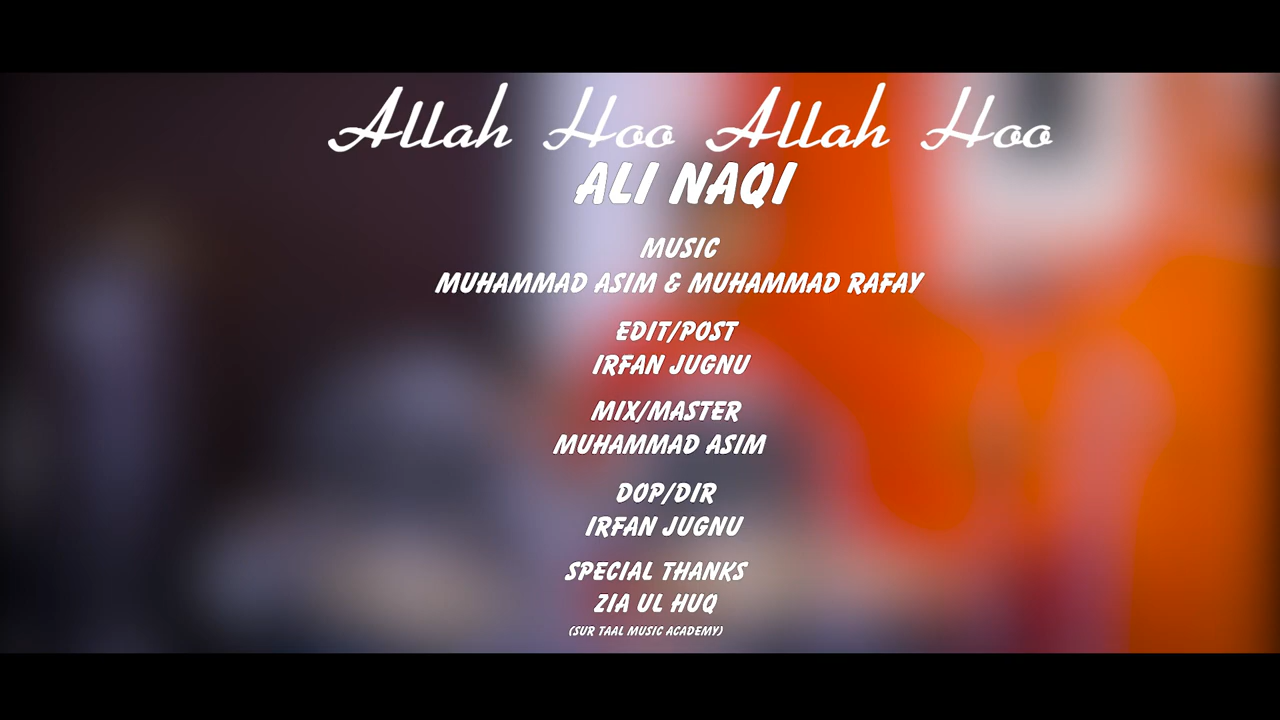 Allah Hoo Allah Hoo
ALI NAQI
MUSIC
MUHAMMAD ASIM & MUHAMMAD RAFAY
EDIT/POST
IRFAN JUGNU
MIX/MASTER
MUHAMMAD ASIM
DOP/DIR
IRFAN JUGNU
SPECIAL THANKS
ZIA UL HUQ
(SUR TAAL MUSIC ACADEMY)